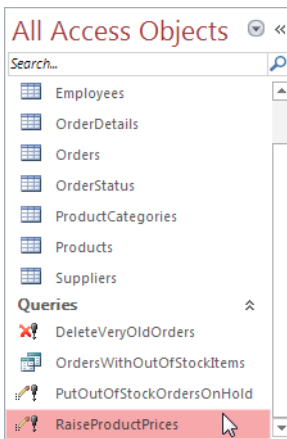 All Access Objects
Search...
Employees
OrderDetails
Orders
OrderStatus
ProductCategories
Products
Suppliers
Queries
DeleteVeryOldOrders
OrdersWithOutOfStockItems
PutOutOfStockOrdersOnHold
RaiseProductPrices